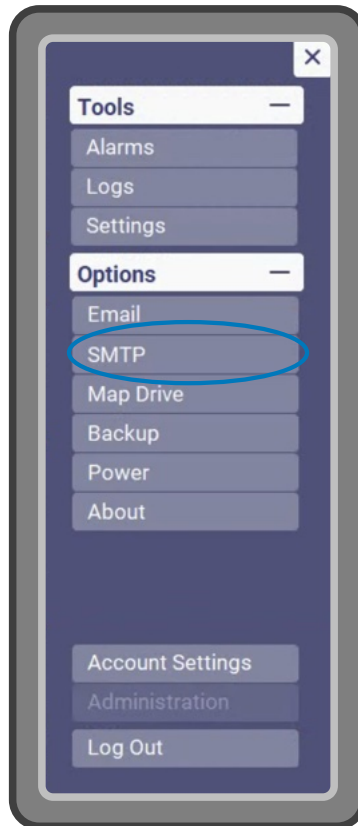 Tools
Alarms
Logs
Settings
Options
Email
SMTP
Map Drive
Backup
Power
About
Account Settings
Administration
Log Out